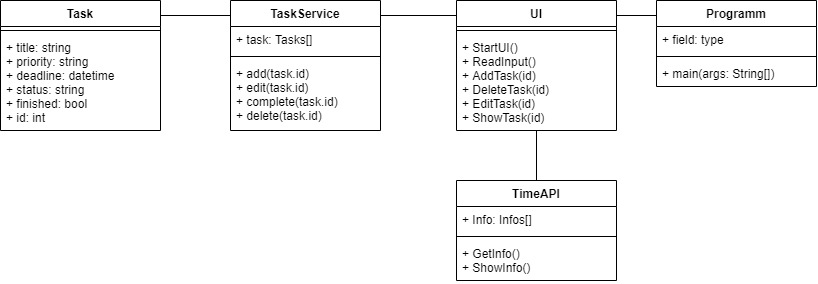 Task
+ title: string
+ priority: string
+ deadline: datetime
+ status: string
+ finished: bool
+ id: int
TaskService
+ task: Tasks[]
+ add(task.id)
+ edit(task.id)
+ complete(task.id)
+ delete(task.id)
UI
+ StartUI()
+ ReadInput()
+ AddTask(id)
+ DeleteTask(id)
+ EditTask(id)
+ ShowTask(id)
Programm
+ field: type
+ main(args: String[])
TimeAPI
+ Info: Infos[]
+ GetInfo()
+ ShowInfo()